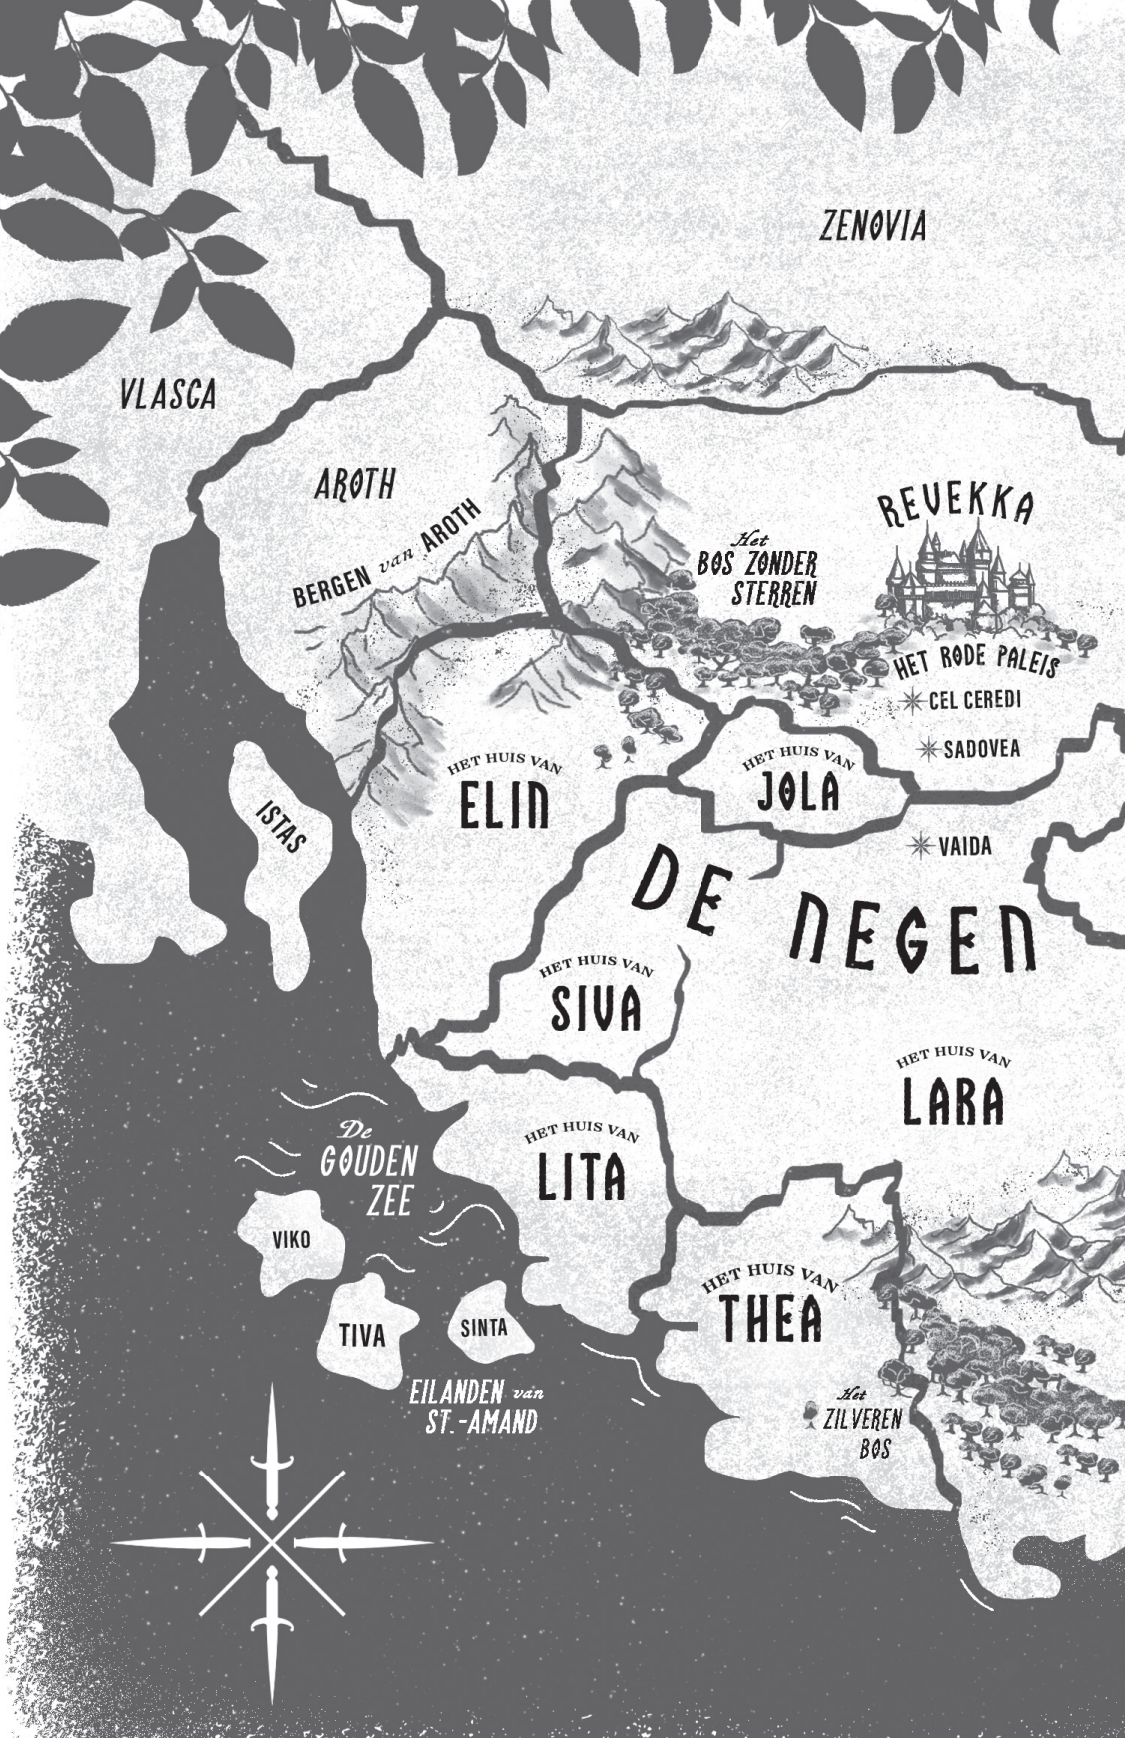 ZENOVIA
VLASCA
AROTH
BERGEN van AROTH
REVEKKA
Het
BOS ZONDER
STERREN
HET RODE PALEIS
CEL CEREDI
SADOVEA
HET HUIS VAN
ELIN
HET HUIS VAN
JOLA
ISTAS
VAIDA
DE NEGEN
HET HUIS VAN
SIVA
HET HUIS VAN
LARA
HET HUIS VAN
LITA
De
GOUDEN
ZEE
VIKO
TIVA
SINTA
HET HUIS VAN
THEA
EILANDEN van
ST.-AMAND
Het
ZILVEREN
BOS